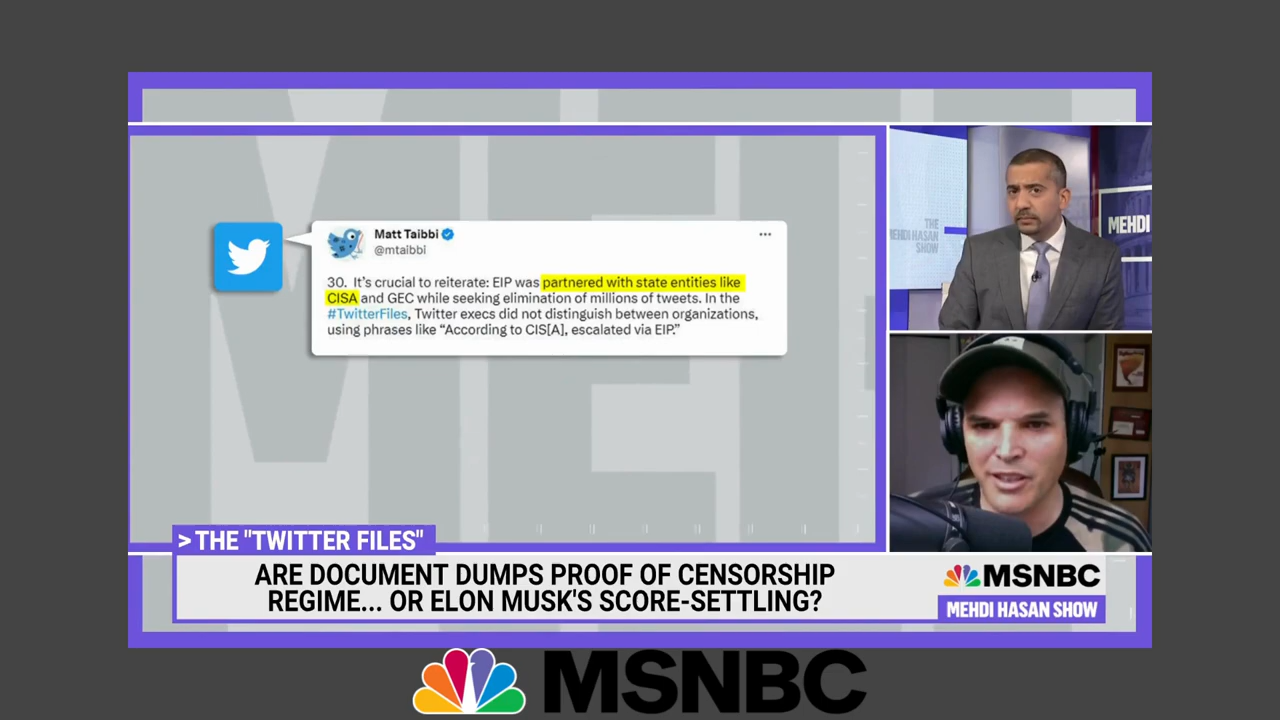 Matt Taibbi
@mtaibbi
30. It's crucial to reiterate: EIP was partnered with state entities like
CISA and GEC while seeking elimination of millions of tweets. In the
#TwitterFiles, Twitter execs did not distinguish between organizations,
using phrases like “According to CIS[A], escalated via EIP.”
THE
MEHDI HASAN
SHOW
MEHDI
> THE "TWITTER FILES"
ARE DOCUMENT DUMPS PROOF OF CENSORSHIP
REGIME... OR ELON MUSK'S SCORE-SETTLING?
MSNBC
MEHDI HASAN SHOW
MSNBC